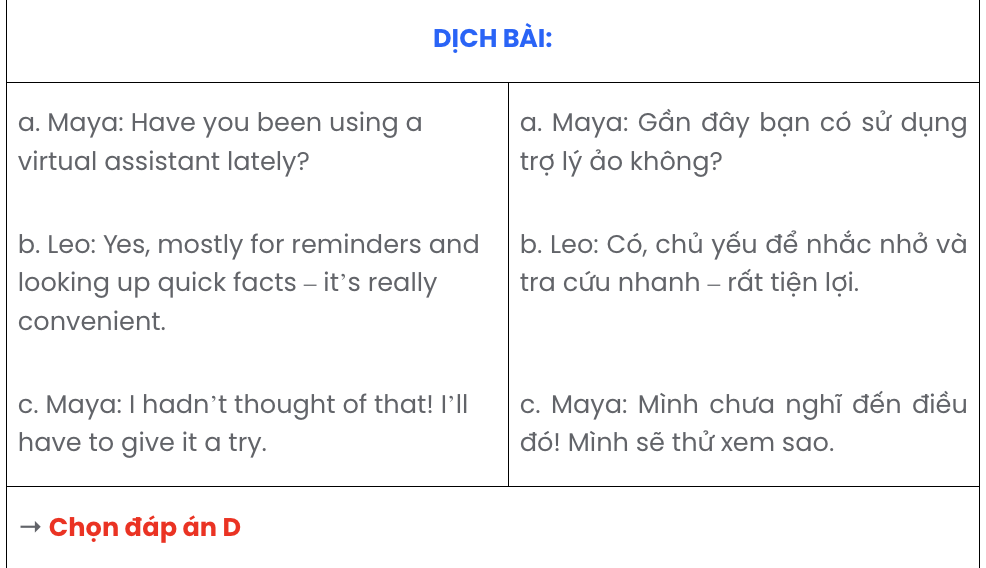 DỊCH BÀI:
a. Maya: Have you been using a
virtual assistant lately?
b. Leo: Yes, mostly for reminders and
looking up quick facts – it’s really
convenient.
c. Maya: I hadn’t thought of that! I’ll
have to give it a try.
a. Maya: Gần đây bạn có sử dụng
trợ lý ảo không?
b. Leo: Có, chủ yếu để nhắc nhở và
tra cứu nhanh – rất tiện lợi.
c. Maya: Mình chưa nghĩ đến điều
đó! Mình sẽ thử xem sao.
→ Chọn đáp án D